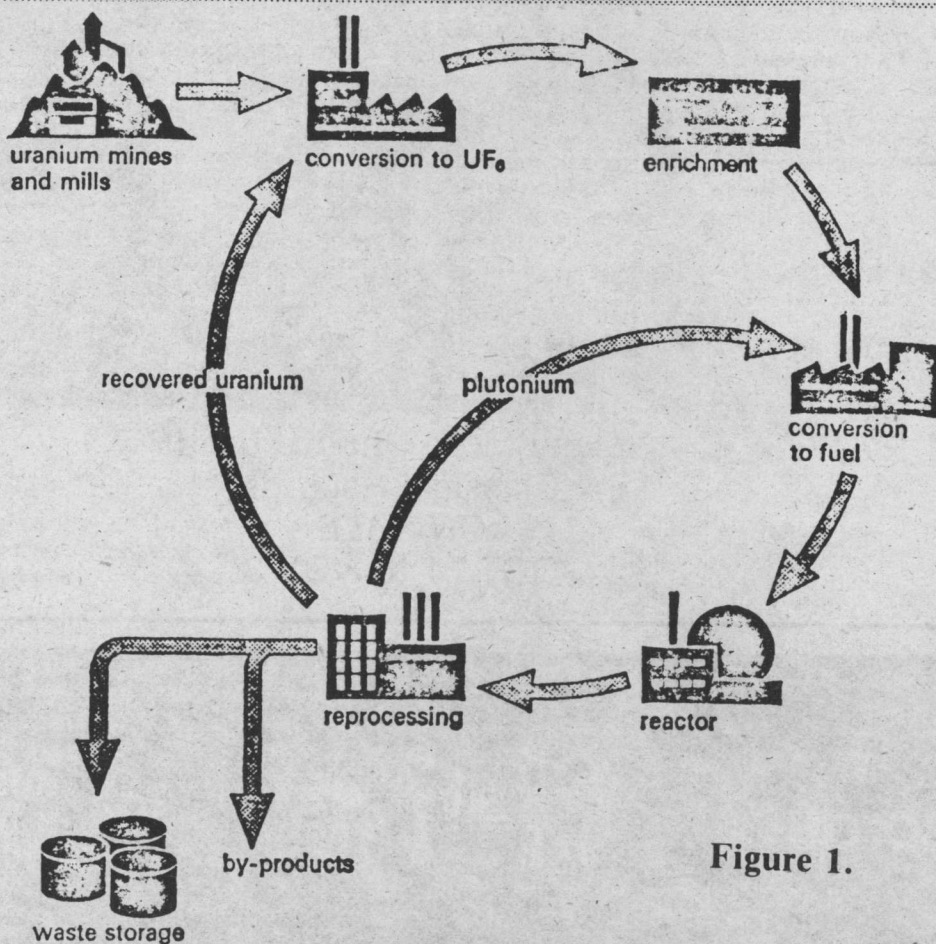 uranium mines
and mills
conversion to UF₆
enrichment
recovered uranium
plutonium
conversion
to fuel
reprocessing
reactor
by-products
waste storage
Figure 1.